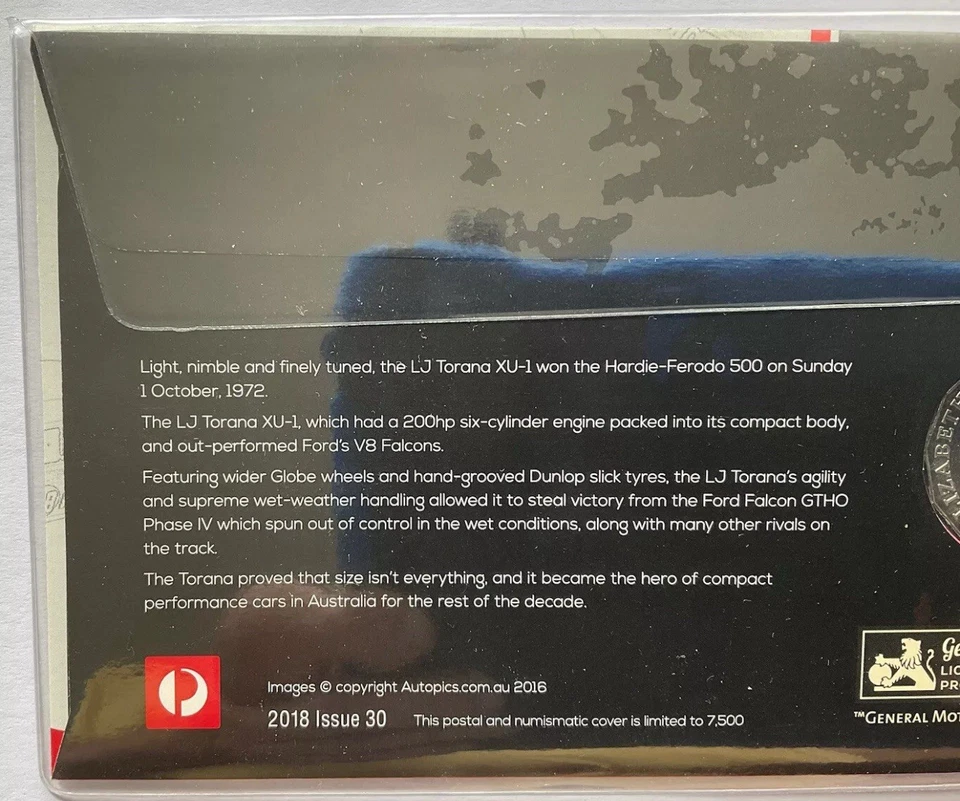 Light, nimble and finely tuned, the LJ Torana XU-1 won the Hardie-Ferodo 500 on Sunday
1 October, 1972.
The LJ Torana XU-1, which had a 200hp six-cylinder engine packed into its compact body,
and out-performed Ford's V8 Falcons.
Featuring wider Globe wheels and hand-grooved Dunlop slick tyres, the LJ Torana's agility
and supreme wet-weather handling allowed it to steal victory from the Ford Falcon GTHO
Phase IV which spun out of control in the wet conditions, along with many other rivals on
the track.
The Torana proved that size isn't everything, and it became the hero of compact
performance cars in Australia for the rest of the decade.
Images © copyright Autopics.com.au 2016
2018 Issue 30 This postal and numismatic cover is limited to 7,500
Ge
LIC
PR
™GENERAL MOT
IZABETH